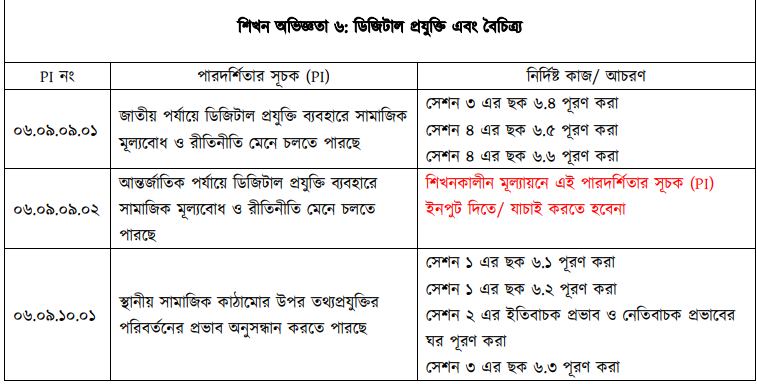 শিখন অভিজ্ঞতা ৬: ডিজিটাল প্রযুক্তি এবং বৈচিত্র্য
PI নং
পারদর্শিতার সূচক (PI)
নির্দিষ্ট কাজ/ আচরণ
০৬.০৯.০৯.০১
জাতীয় পর্যায়ে ডিজিটাল প্রযুক্তি ব্যবহারে সামাজিক
মূল্যবোধ ও রীতিনীতি মেনে চলতে পারছে
সেশন ৩ এর ছক ৬.৪ পূরণ করা
সেশন ৪ এর ছক ৬.৫ পূরণ করা
সেশন ৪ এর ছক ৬.৬ পূরণ করা
০৬.০৯.০৯.০২
আন্তর্জাতিক পর্যায়ে ডিজিটাল প্রযুক্তি ব্যবহারে
সামাজিক মূল্যবোধ ও রীতিনীতি মেনে চলতে
পারছে
শিখনকালীন মূল্যায়নে এই পারদর্শিতার সূচক (PI)
ইনপুট দিতে/ যাচাই করতে হবেনা
০৬.০৯.১০.০১
স্থানীয় সামাজিক কাঠামোর উপর তথ্যপ্রযুক্তির
পরিবর্তনের প্রভাব অনুসন্ধান করতে পারছে
সেশন ১ এর ছক ৬.১ পূরণ করা
সেশন ১ এর ছক ৬.২ পূরণ করা
সেশন ২ এর ইতিবাচক প্রভাব ও নেতিবাচক প্রভাবের
ঘর পূরণ করা
সেশন ৩ এর ছক ৬.৩ পূরণ করা